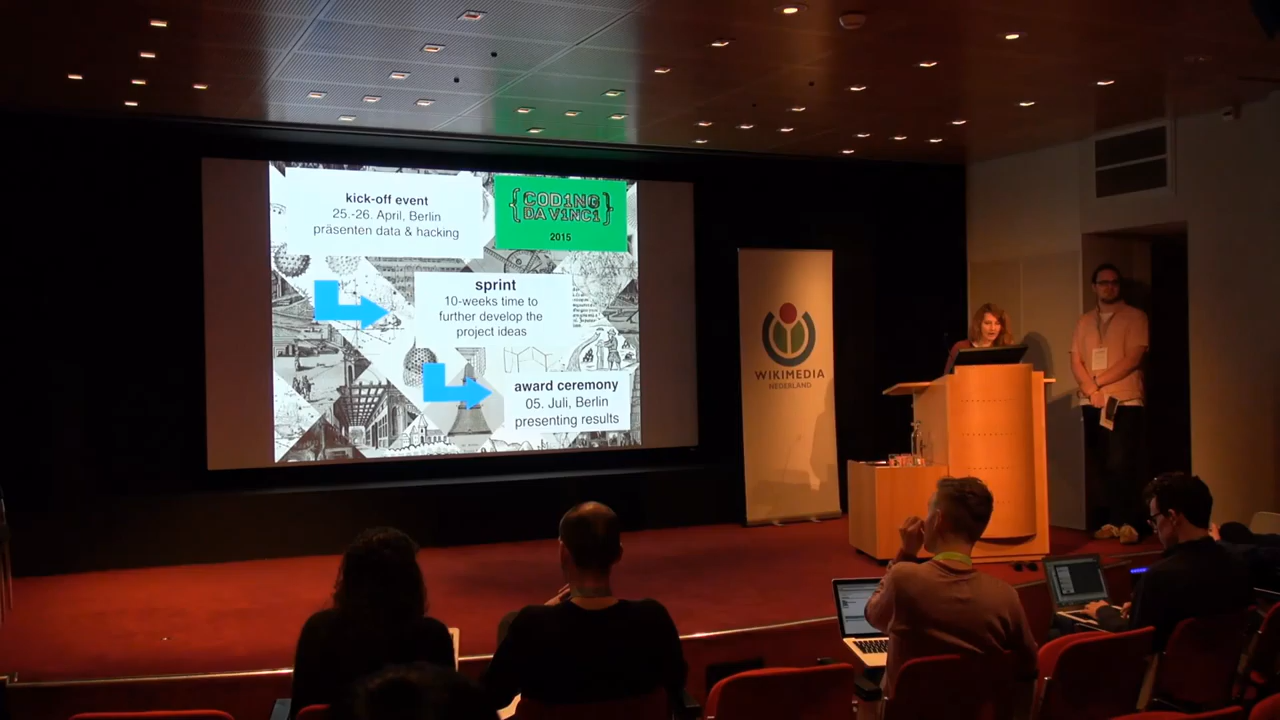 kick-off event
25.-26. April, Berlin
präsenten data & hacking
{COD1NG
DA V1NC1}
2015
sprint
10-weeks time to
further develop the
project ideas
award ceremony
05. Juli, Berlin
presenting results
WIKIMEDIA
NEDERLAND